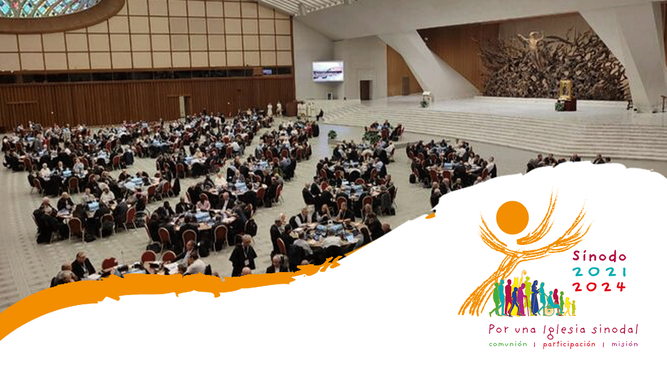 Sínodo
2021
2024
Por una Iglesia sinodal
comunión | participación | misión